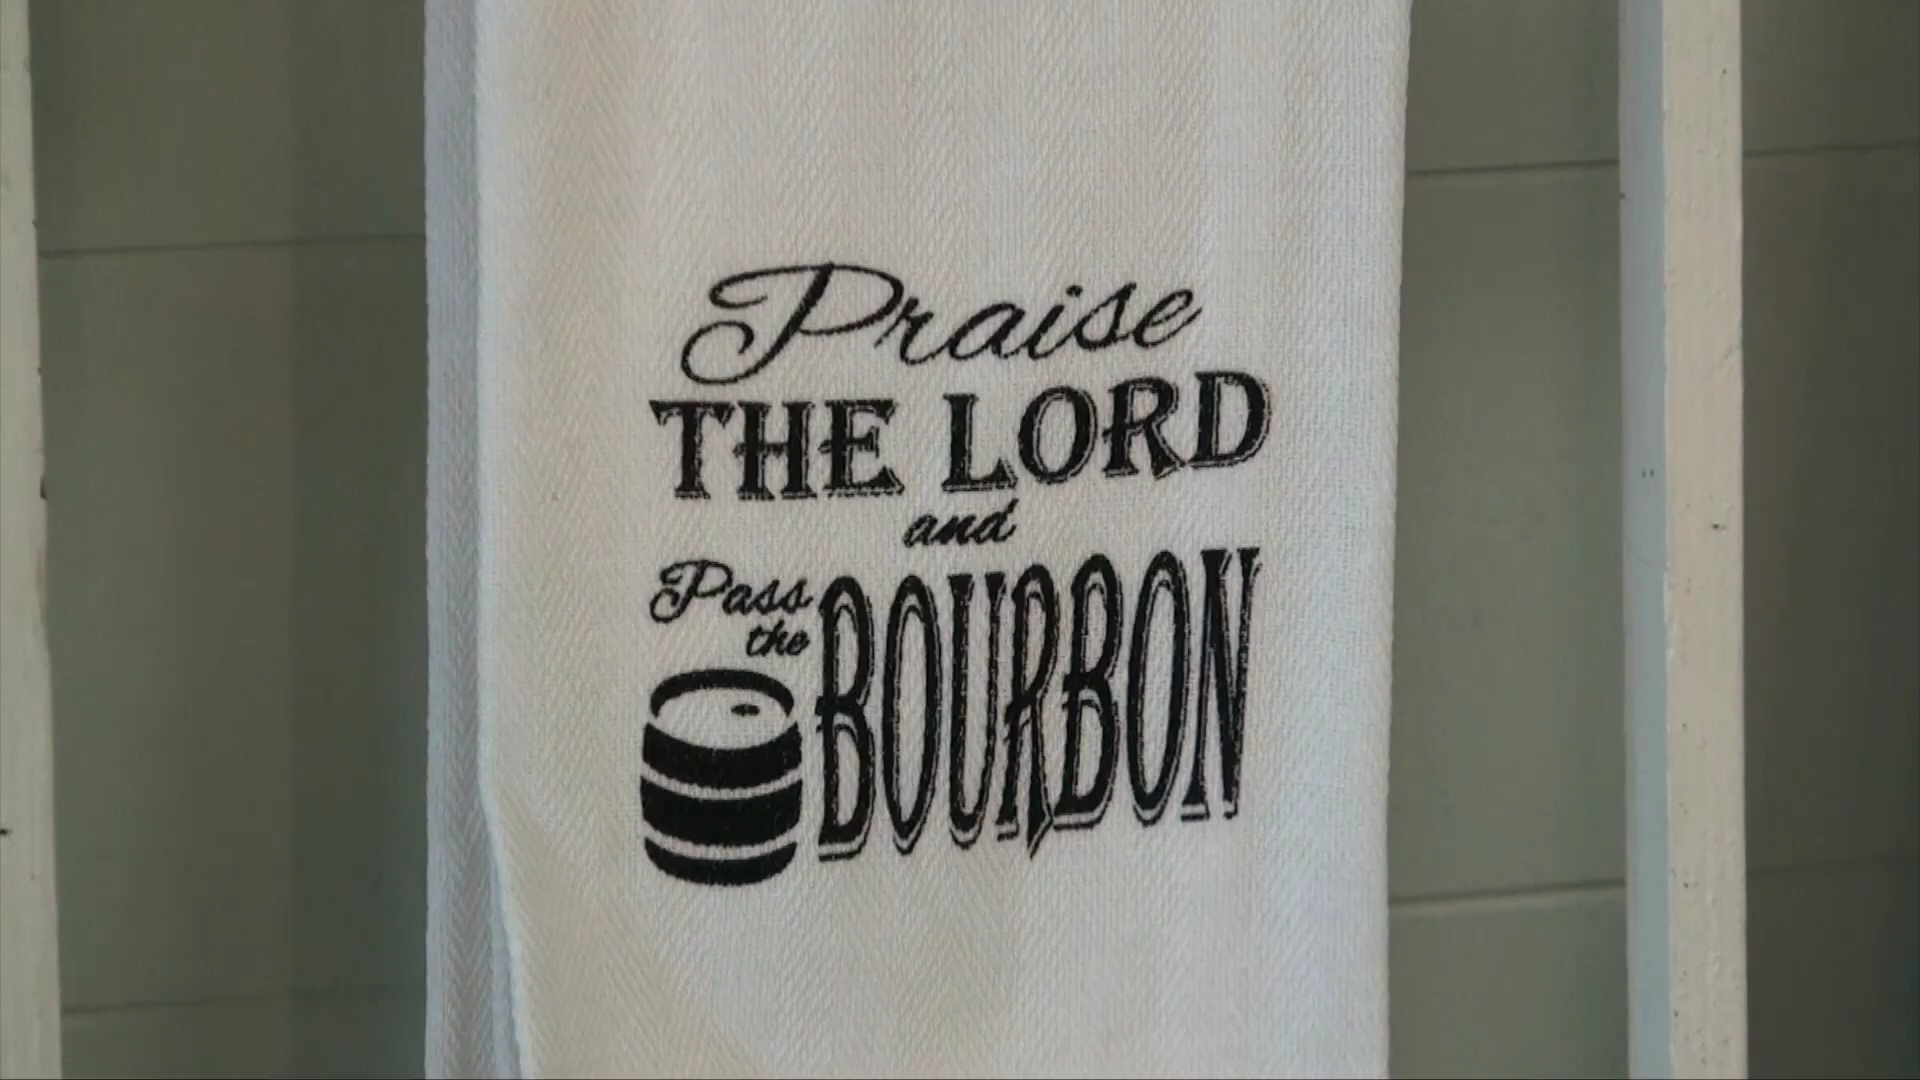 Praise
THE LORD
and
Pass
the
BOURBON